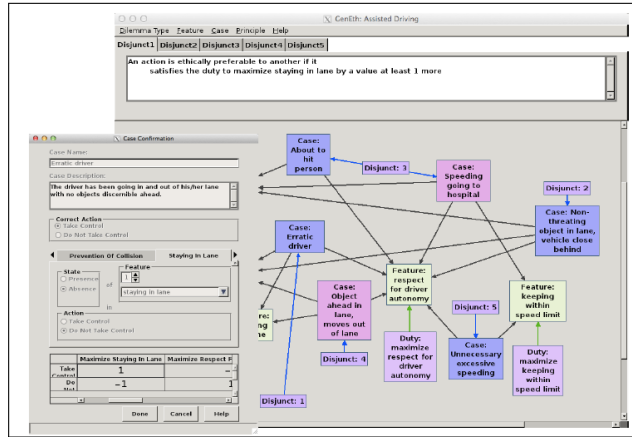 GenEth: Assisted Driving
Dilemma Type Feature Case Principle Help
Disjunct1 Disjunct2 Disjunct3 Disjunct4 Disjunct5
An action is ethically preferable to another if it
satisfies the duty to maximize staying in lane by a value at least 1 more
Case Confirmation
Case Name:
Erratic driver
Case Description:
The driver has been going in and out of his/her lane
with no objects discernible ahead.
Correct Action
Take Control
Do Not Take Control
Prevention Of Collision Staying In Lane
State
Presence
Absence
of
in
Feature
1
staying in lane
Action
Take Control
Do Not Take Control
Maximize Staying In Lane Maximize Respect F
Take
Control
1 -
Do
Not
-1 1
Done Cancel Help
Case:
About to
hit
person
Disjunct: 3
Case:
Speeding
going to
hospital
Disjunct: 2
Case: Non-
threating
object in lane,
vehicle close
behind
Case:
Erratic
driver
Feature:
respect
for driver
autonomy
Case:
Object
ahead in
lane,
moves out
of lane
Feature:
keeping
within
speed limit
Disjunct: 5
Disjunct: 4
Duty:
maximize
respect for
driver
autonomy
Case:
Unnecessary
excessive
speeding
Duty:
maximize
keeping
within
speed limit
Disjunct: 1